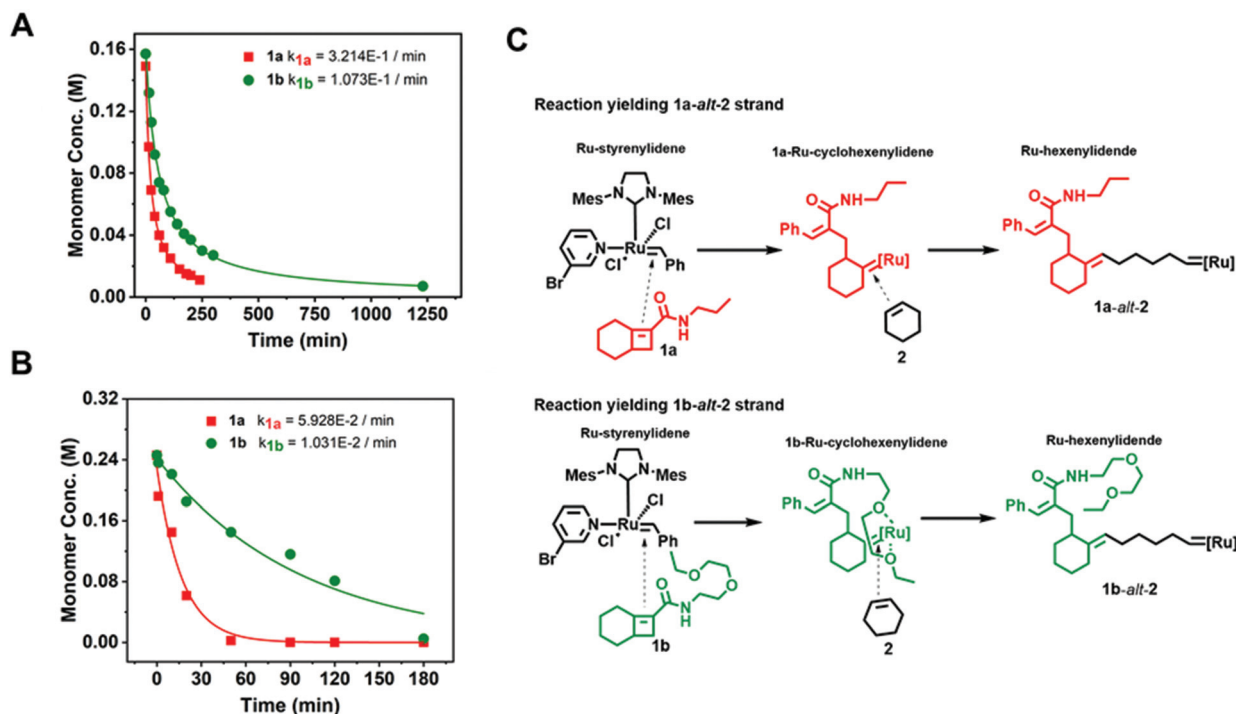 A
0.16
0.12
0.08
0.04
0.00
Monomer Conc. (M)
1a k1a = 3.214E-1 / min
1b k1b = 1.073E-1 / min
0 250 500 750 1000 1250
Time (min)
B
0.32
0.24
0.16
0.08
0.00
Monomer Conc. (M)
1a k1a = 5.928E-2 / min
1b k1b = 1.031E-2 / min
0 30 60 90 120 150 180
Time (min)
C
Reaction yielding 1a-alt-2 strand
Ru-styrenylidene
1a-Ru-cyclohexenylidene
Ru-hexenylidende
Mes N N Mes
Cl
N Ru
Cl Ph
Br
O
N
H
1a
O NH
Ph
[Ru]
2
O NH
Ph
[Ru]
1a-alt-2
Reaction yielding 1b-alt-2 strand
Ru-styrenylidene
1b-Ru-cyclohexenylidene
Ru-hexenylidende
Mes N N Mes
Cl
N Ru
Cl Ph
Br
O O
O
N
H
1b
O NH
Ph
O
[Ru]
O
2
O NH O
Ph O
[Ru]
1b-alt-2